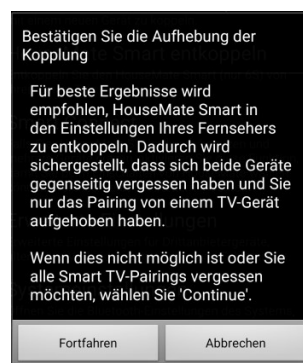 Bestätigen Sie die Aufhebung der
Kopplung
Für beste Ergebnisse wird
empfohlen, HouseMate Smart in
den Einstellungen Ihres Fernsehers
zu entkoppeln. Dadurch wird
sichergestellt, dass sich beide Geräte
gegenseitig vergessen haben und Sie
nur das Pairing von einem TV-Gerät
aufgehoben haben.
Wenn dies nicht möglich ist oder Sie
alle Smart TV-Pairings vergessen
möchten, wählen Sie 'Continue'.
Fortfahren
Abbrechen